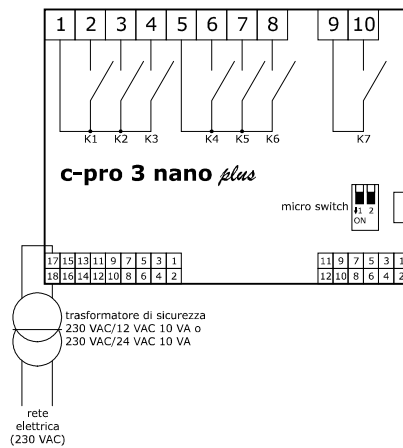 1 2 3 4 5 6 7 8 9 10
K1 K2 K3 K4 K5 K6 K7
c-pro 3 nano plus
micro switch
1 2
ON
17 15 13 11 9 7 5 3 1
18 16 14 12 10 8 6 4 2
11 9 7 5 3 1
12 10 8 6 4 2
trasformatore di sicurezza
230 VAC/12 VAC 10 VA o
230 VAC/24 VAC 10 VA
rete
elettrica
(230 VAC)